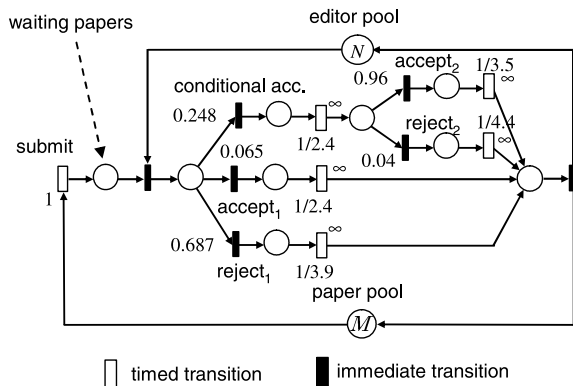 editor pool
waiting papers
N
accept2
1/3.5
0.96
∞
conditional acc.
0.248
∞
reject2
1/4.4
submit
0.065
1/2.4
0.04
∞
∞
1
accept1
1/2.4
0.687
∞
reject1
1/3.9
paper pool
M
timed transition
immediate transition